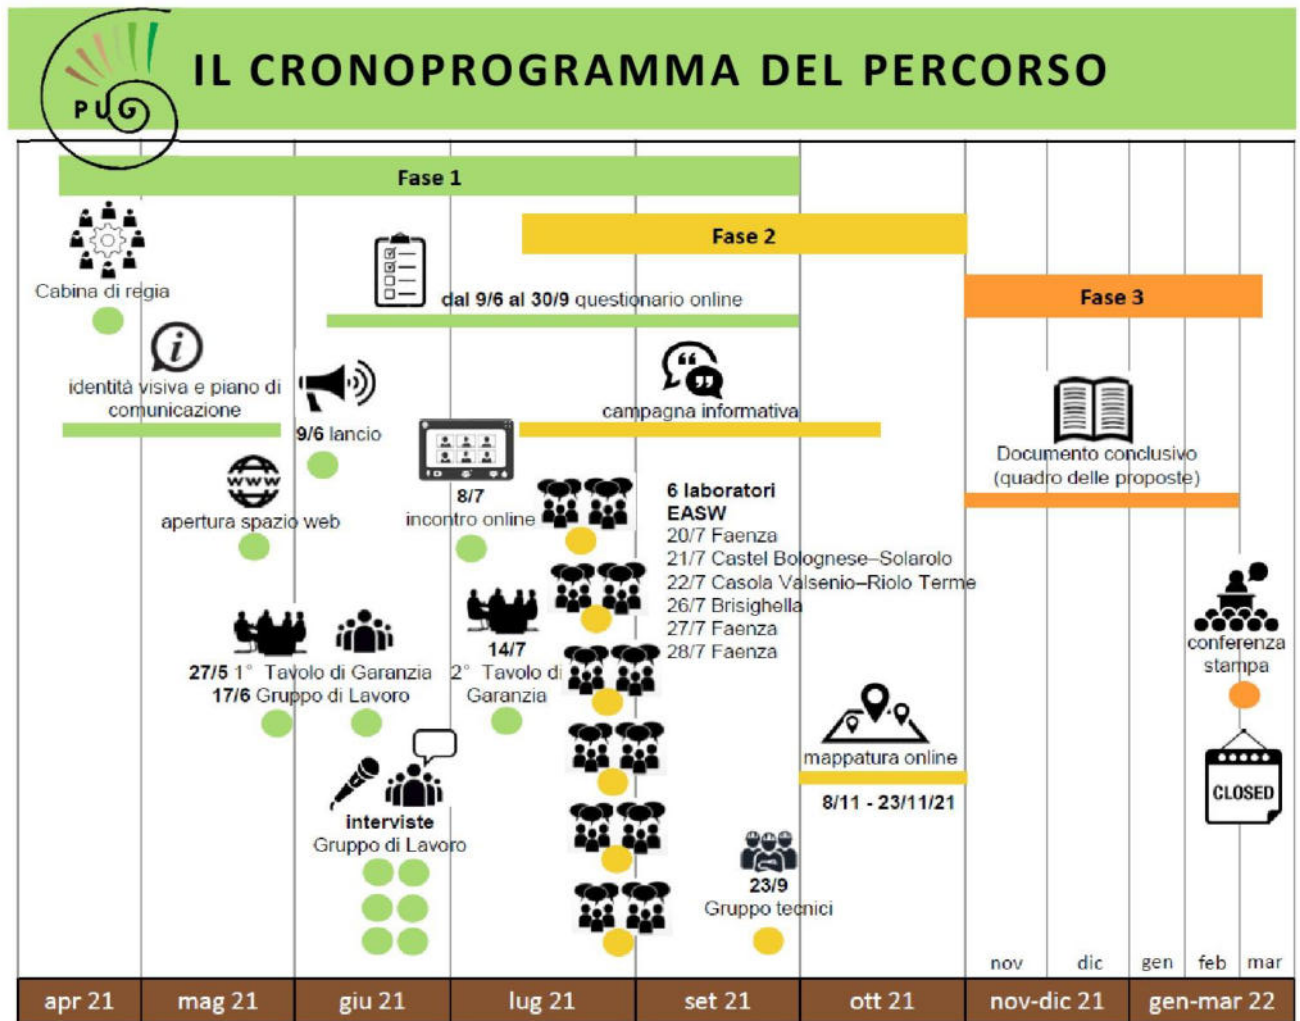 PUG
IL CRONOPROGRAMMA DEL PERCORSO
Fase 1
Fase 2
Fase 3
Cabina di regia
dal 9/6 al 30/9 questionario online
identità visiva e piano di
comunicazione
9/6 lancio
campagna informativa
Documento conclusivo
(quadro delle proposte)
www
apertura spazio web
8/7
incontro online
6 laboratori
EASW
20/7 Faenza
21/7 Castel Bolognese–Solarolo
22/7 Casola Valsenio–Riolo Terme
26/7 Brisighella
27/7 Faenza
28/7 Faenza
27/5 1° Tavolo di Garanzia
17/6 Gruppo di Lavoro
14/7
2° Tavolo di
Garanzia
conferenza
stampa
mappatura online
8/11 - 23/11/21
CLOSED
interviste
Gruppo di Lavoro
23/9
Gruppo tecnici
nov dic gen feb mar
apr 21 mag 21 giu 21 lug 21 set 21 ott 21 nov-dic 21 gen-mar 22